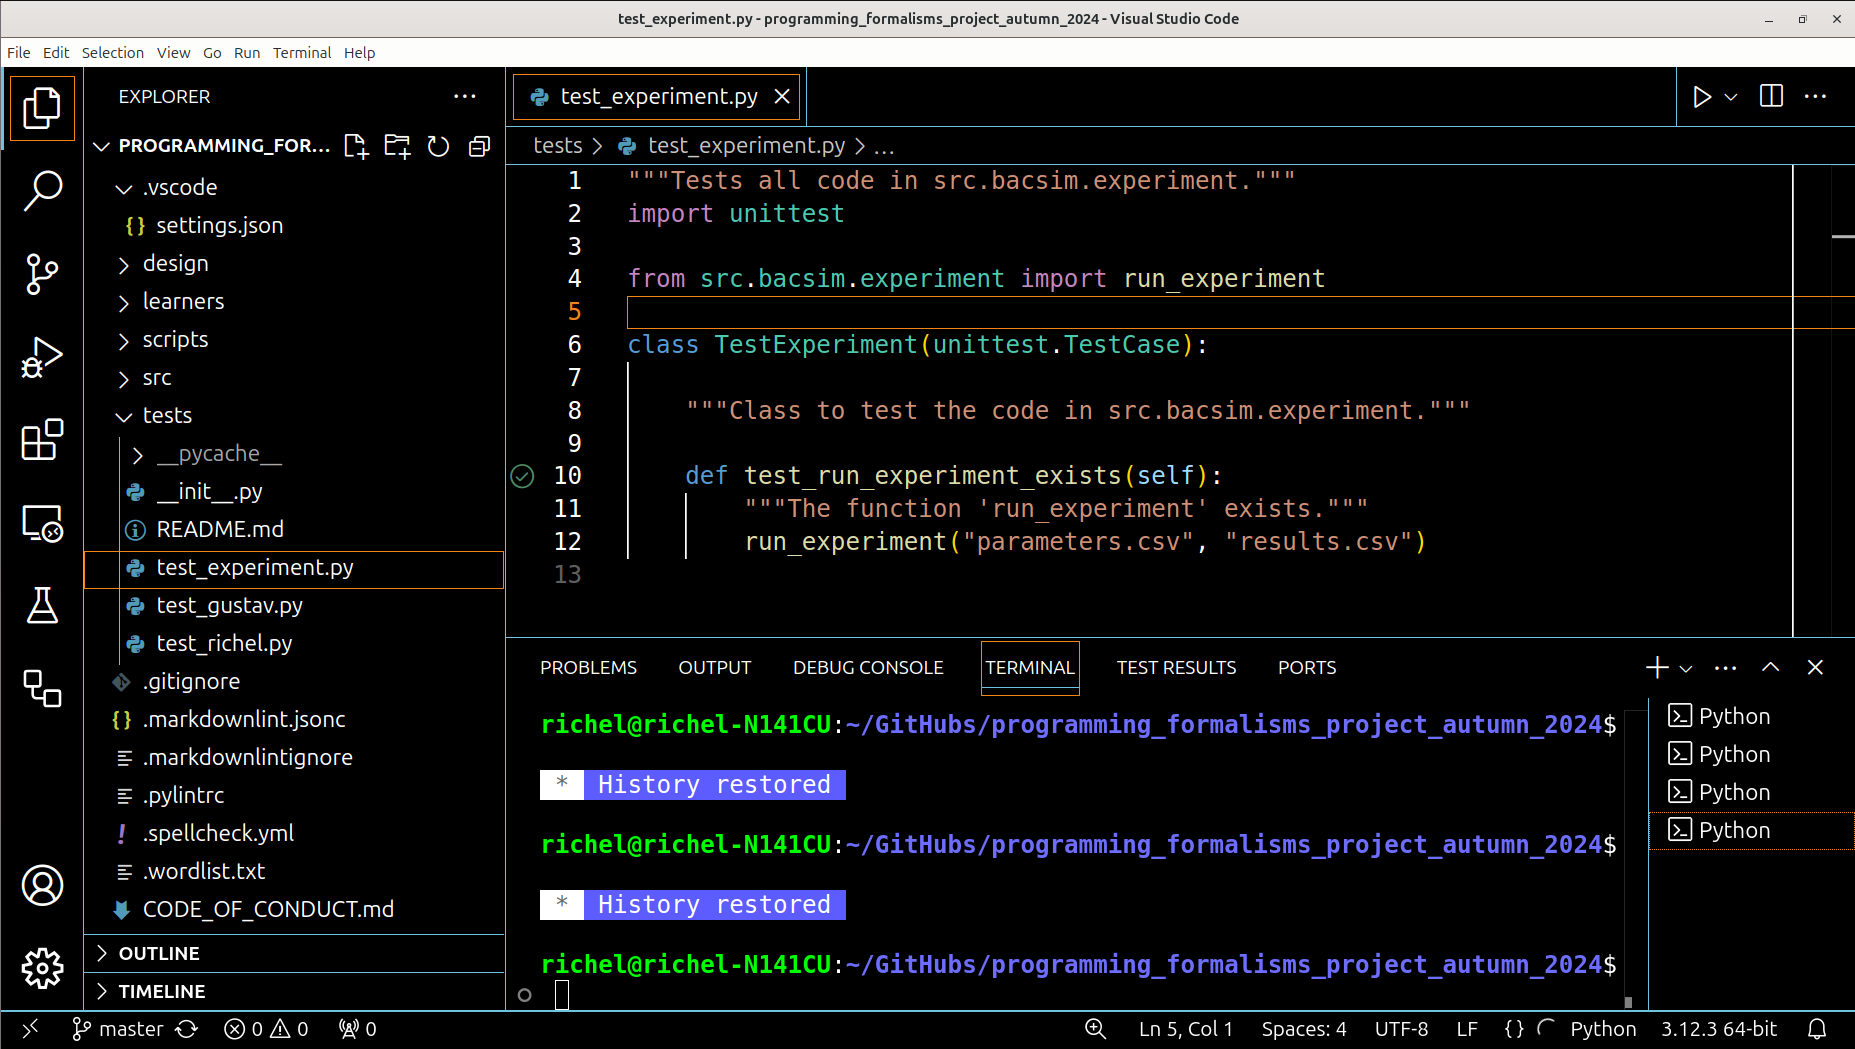 test_experiment.py - programming_formalisms_project_autumn_2024 - Visual Studio Code
File Edit Selection View Go Run Terminal Help
EXPLORER
PROGRAMMING_FOR...
.vscode
{} settings.json
design
learners
scripts
src
tests
__pycache__
__init__.py
README.md
test_experiment.py
test_gustav.py
test_richel.py
.gitignore
{} .markdownlint.jsonc
.markdownlintignore
.pylintrc
! .spellcheck.yml
.wordlist.txt
CODE_OF_CONDUCT.md
OUTLINE
TIMELINE
test_experiment.py
tests > test_experiment.py > ...
1 """Tests all code in src.bacsim.experiment."""
2 import unittest
3
4 from src.bacsim.experiment import run_experiment
5
6 class TestExperiment(unittest.TestCase):
7
8 """Class to test the code in src.bacsim.experiment."""
9
10 def test_run_experiment_exists(self):
11 """The function 'run_experiment' exists."""
12 run_experiment("parameters.csv", "results.csv")
13
PROBLEMS OUTPUT DEBUG CONSOLE TERMINAL TEST RESULTS PORTS
richel@richel-N141CU:~/GitHubs/programming_formalisms_project_autumn_2024$
* History restored
richel@richel-N141CU:~/GitHubs/programming_formalisms_project_autumn_2024$
* History restored
richel@richel-N141CU:~/GitHubs/programming_formalisms_project_autumn_2024$
Python
Python
Python
Python
master 0 0 0 Ln 5, Col 1 Spaces: 4 UTF-8 LF {} Python 3.12.3 64-bit